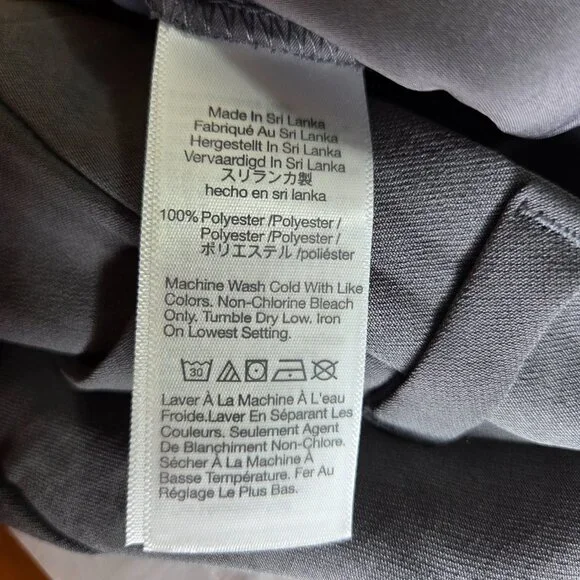 Made In Sri Lanka
Fabriqué Au Sri Lanka
Hergestellt In Sri Lanka
Vervaardigd In Sri Lanka
スリランカ製
hecho en sri lanka
100% Polyester /Polyester /
Polyester /Polyester /
ポリエステル /poliéster
Machine Wash Cold With Like
Colors. Non-Chlorine Bleach
Only. Tumble Dry Low. Iron
On Lowest Setting.
30
Laver À La Machine À L'eau
Froide.Laver En Séparant Les
Couleurs. Seulement Agent
De Blanchiment Non-Chlore.
Sécher À La Machine À
Basse Température. Fer Au
Réglage Le Plus Bas.